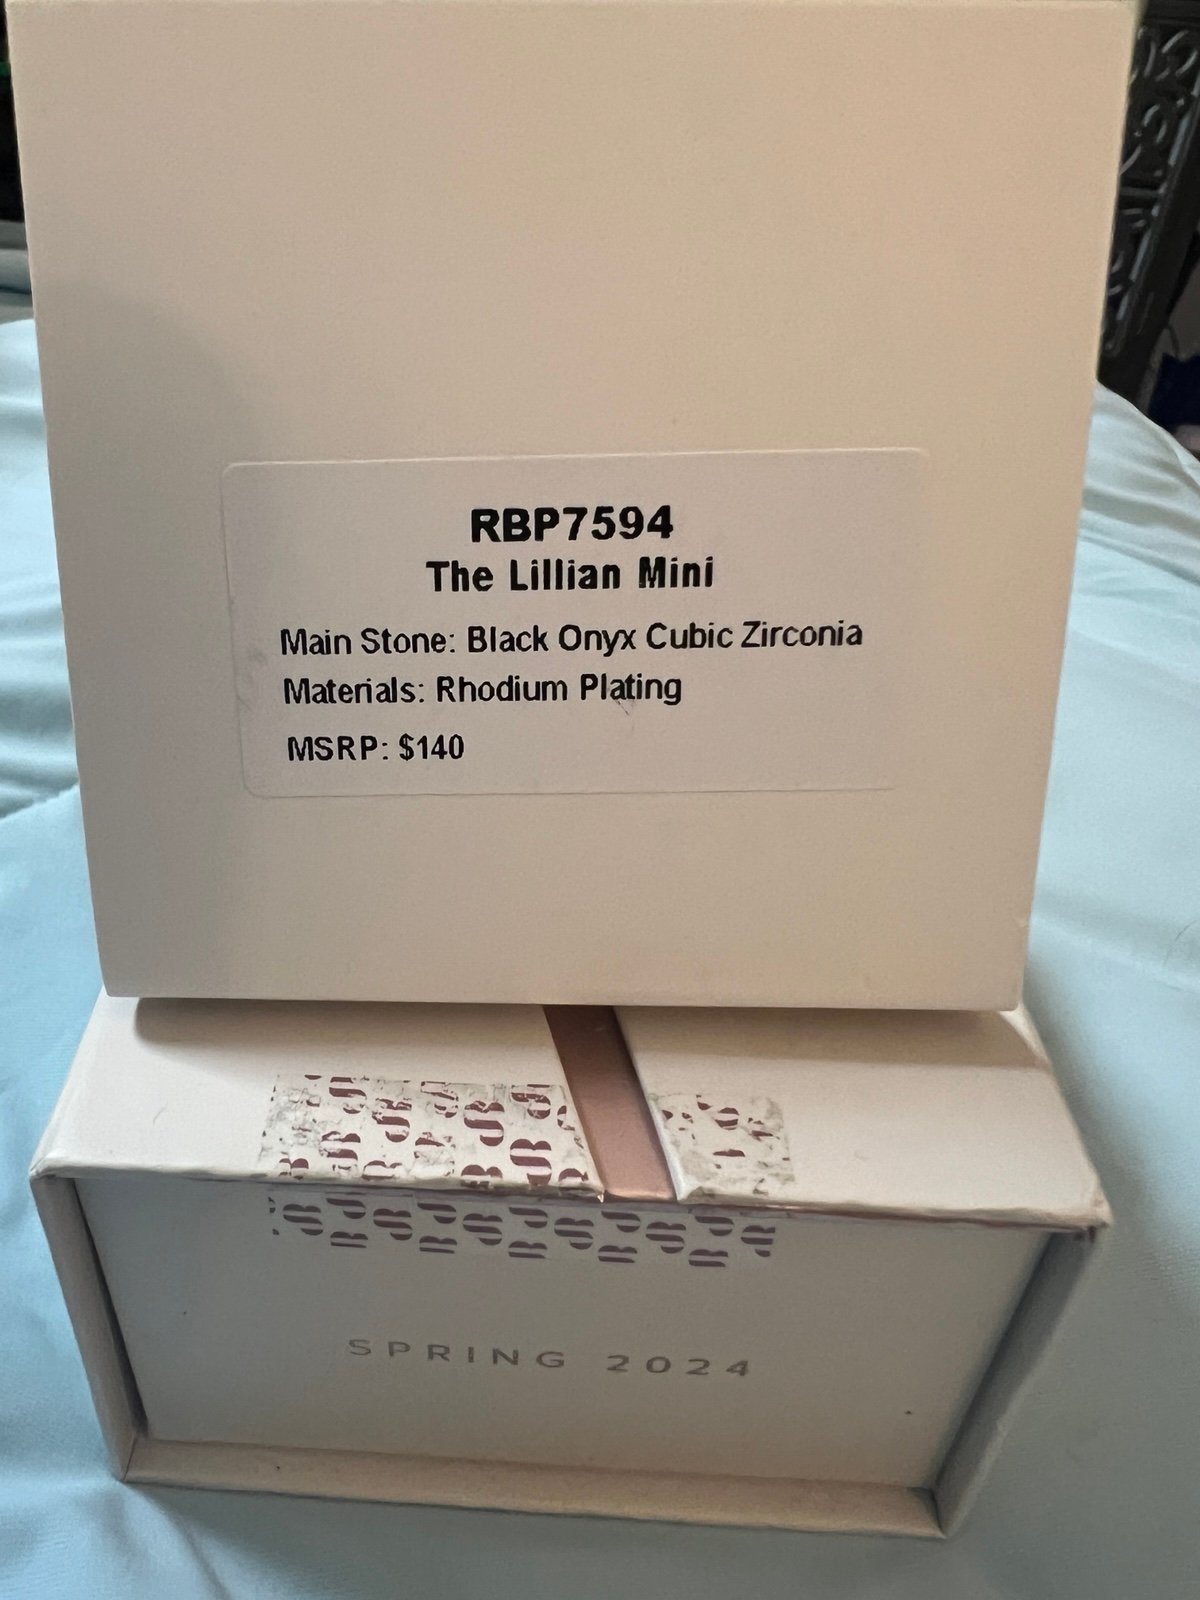 RBP7594
The Lillian Mini
Main Stone: Black Onyx Cubic Zirconia
Materials: Rhodium Plating
MSRP: $140
SPRING 2024